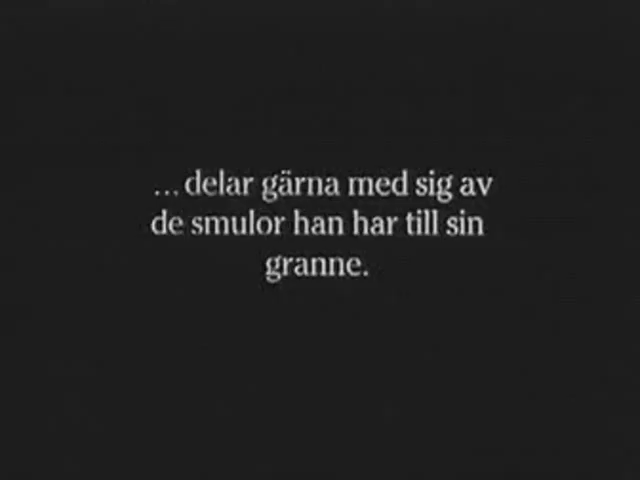 ...delar gärna med sig av
de smulor han har till sin
granne.